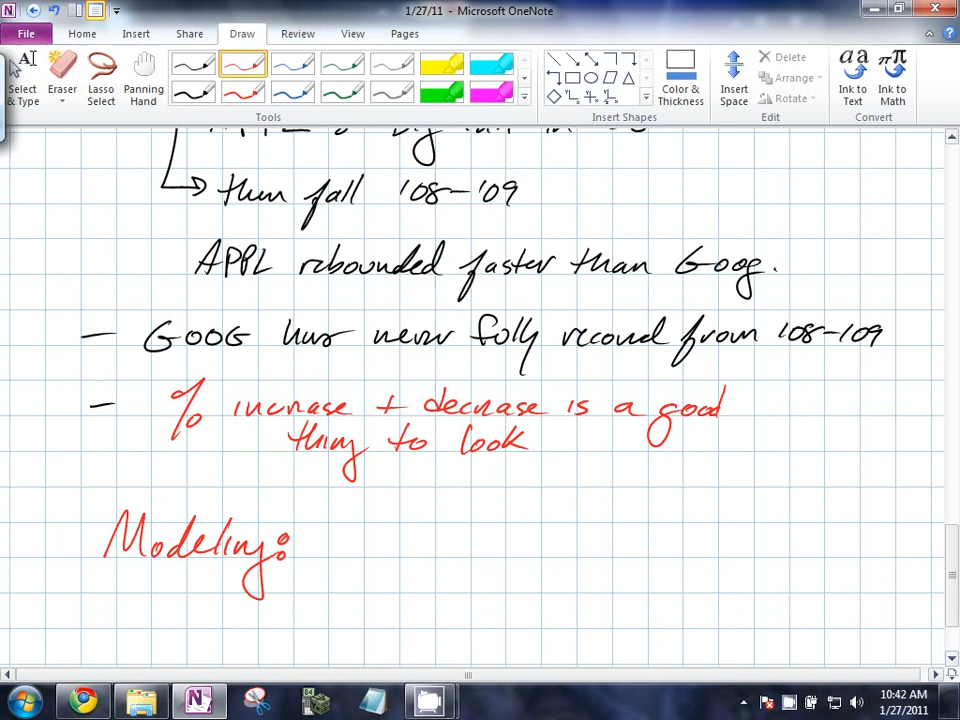 1/27/11 - Microsoft OneNote
File Home Insert Share Draw Review View Pages
Select & Type
Eraser
Lasso Select
Panning Hand
Color & Thickness
Insert Space
Delete
Arrange
Rotate
Ink to Text
Ink to Math
Tools Insert Shapes Edit Convert
then fall '08-'09
APPL rebounded faster than Goog.
- GOOG has never fully recoved from '08-'09
- % increase + decrease is a good
thing to look
Modeling:
10:42 AM
1/27/2011